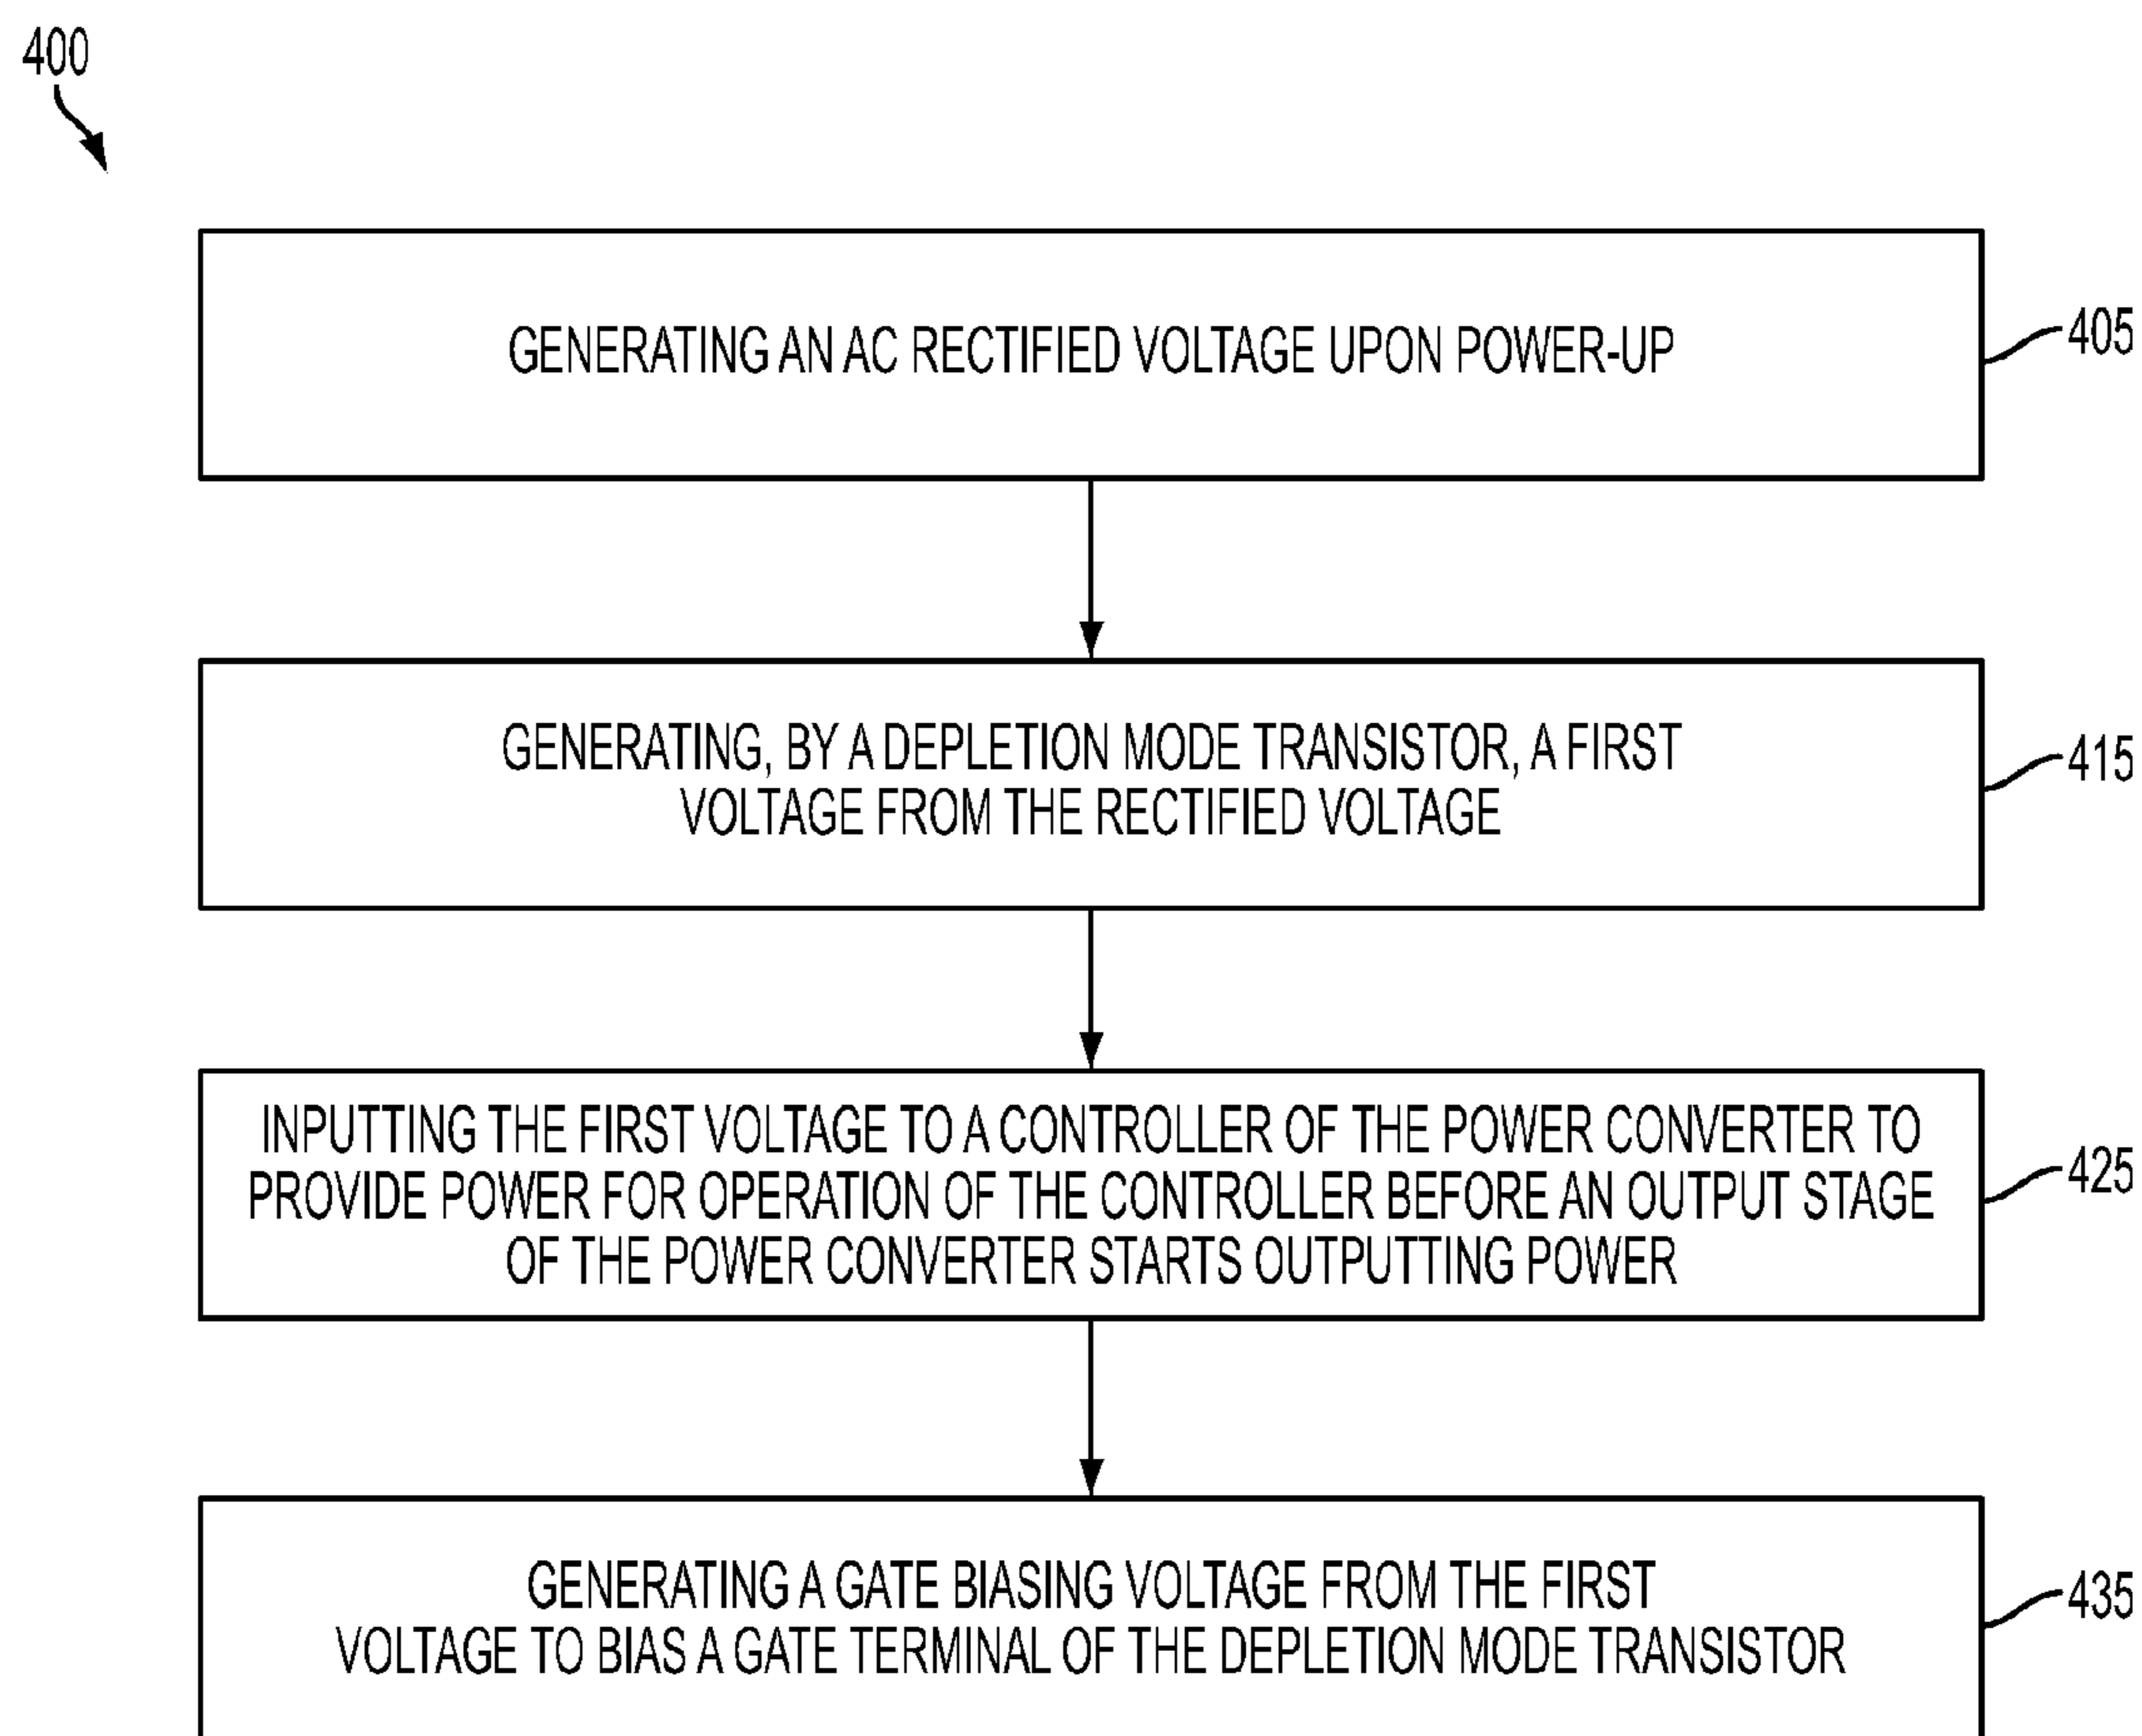 400
GENERATING AN AC RECTIFIED VOLTAGE UPON POWER-UP
405
GENERATING, BY A DEPLETION MODE TRANSISTOR, A FIRST
VOLTAGE FROM THE RECTIFIED VOLTAGE
415
INPUTTING THE FIRST VOLTAGE TO A CONTROLLER OF THE POWER CONVERTER TO
PROVIDE POWER FOR OPERATION OF THE CONTROLLER BEFORE AN OUTPUT STAGE
OF THE POWER CONVERTER STARTS OUTPUTTING POWER
425
GENERATING A GATE BIASING VOLTAGE FROM THE FIRST
VOLTAGE TO BIAS A GATE TERMINAL OF THE DEPLETION MODE TRANSISTOR
435